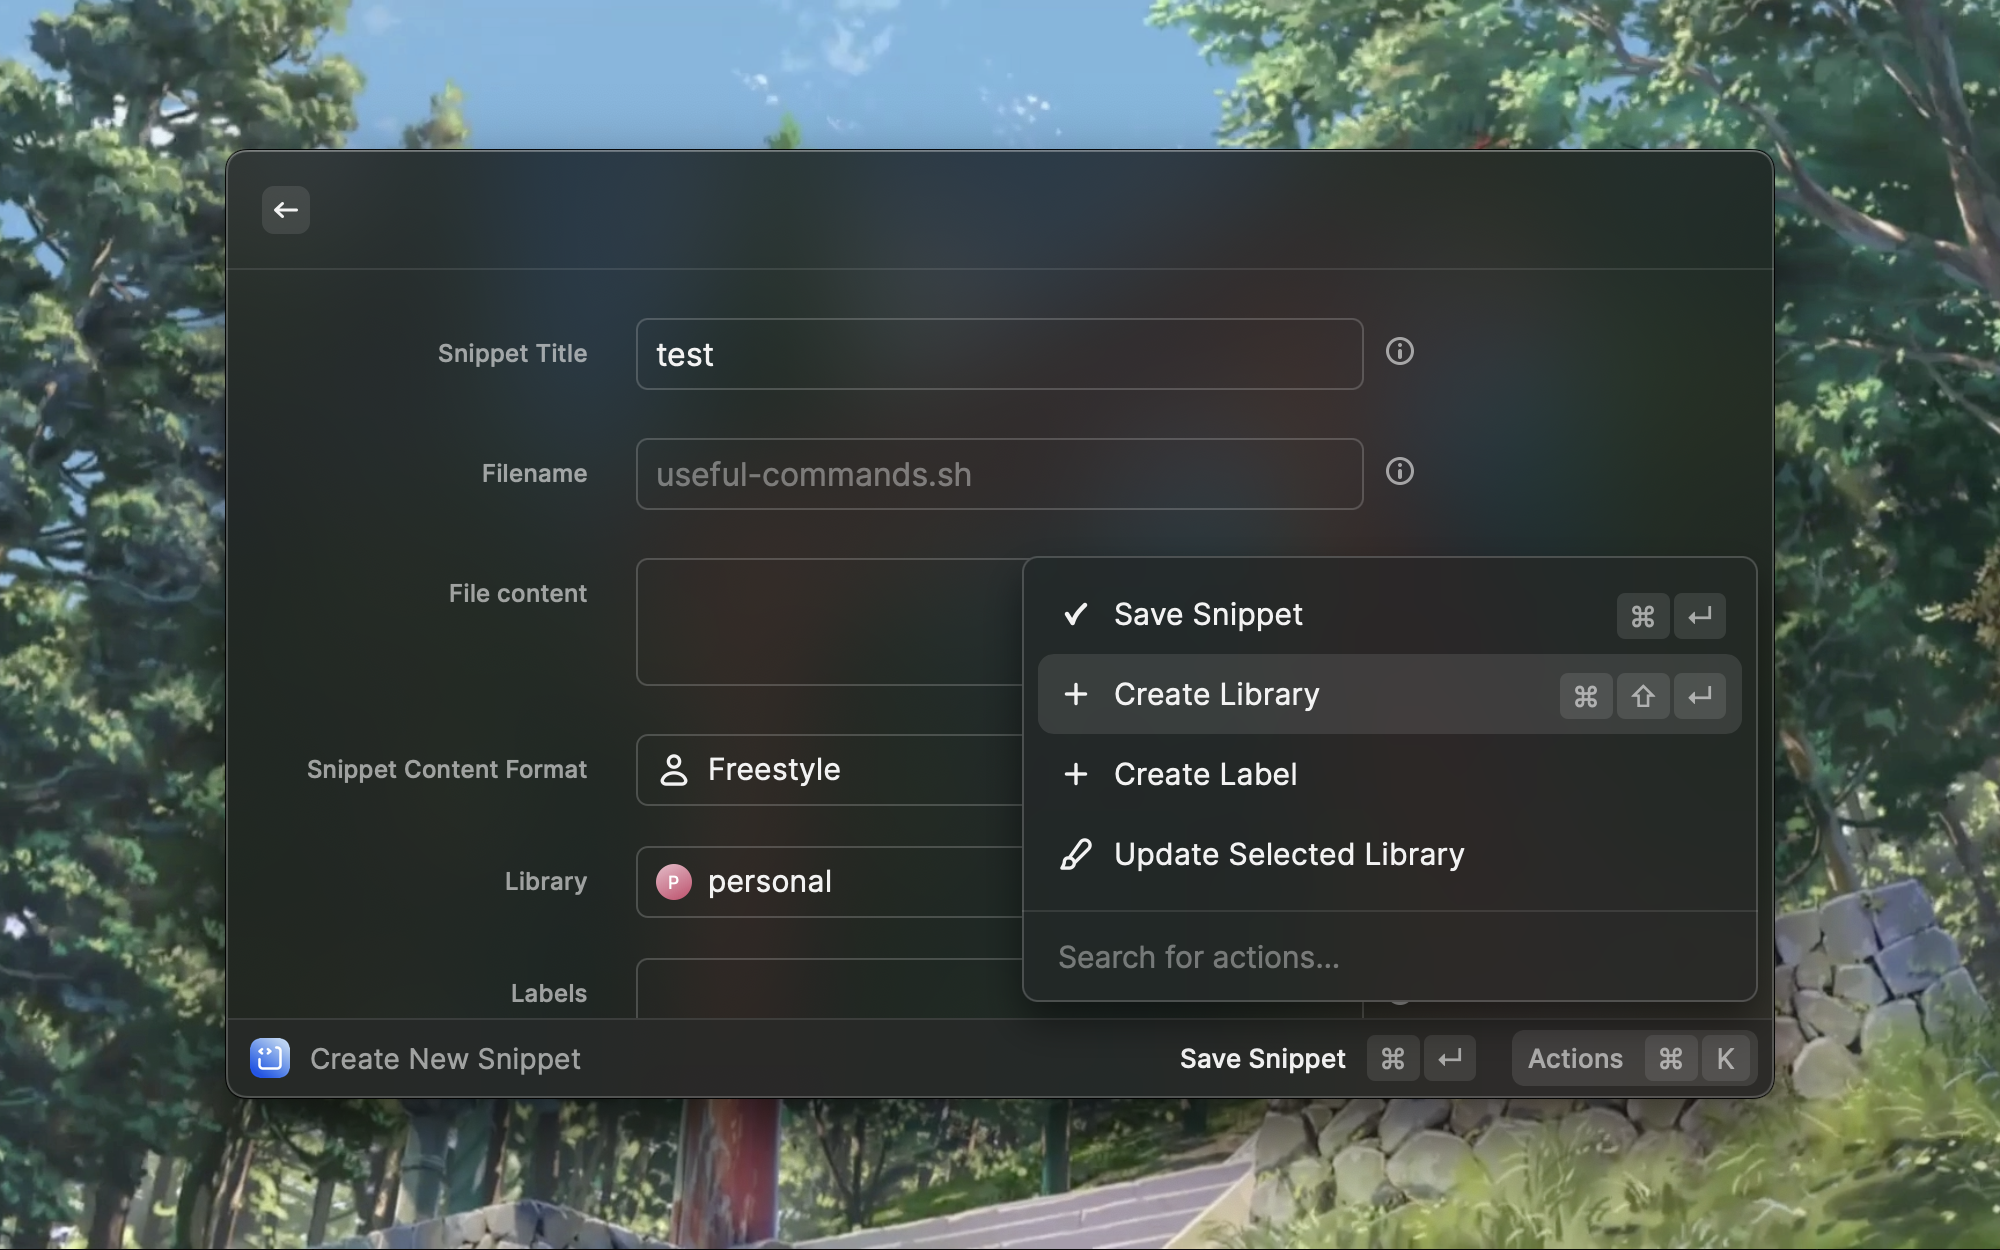 Snippet Title
test
Filename
useful-commands.sh
File content
Snippet Content Format
Freestyle
Library
P personal
Labels
Save Snippet ⌘ ↵
Create Library ⌘ ⇧ ↵
Create Label
Update Selected Library
Search for actions...
Create New Snippet
Save Snippet ⌘ ↵
Actions ⌘ K